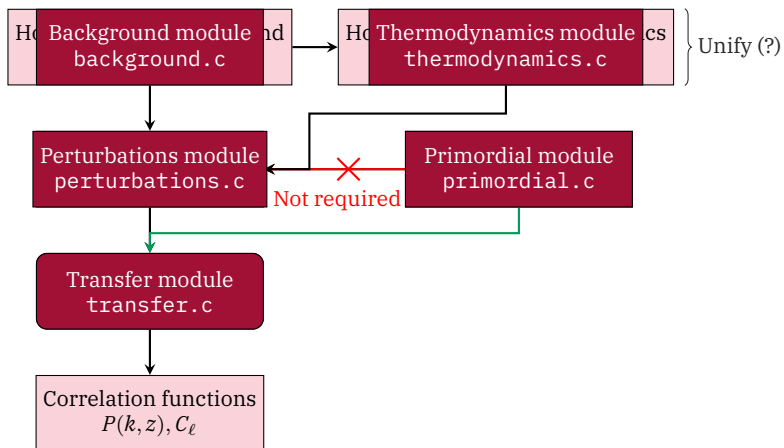 Background module
background.c
Thermodynamics module
thermodynamics.c
Unify (?)
Perturbations module
perturbations.c
Primordial module
primordial.c
Not required
Transfer module
transfer.c
Correlation functions
P(k, z), C_ℓ